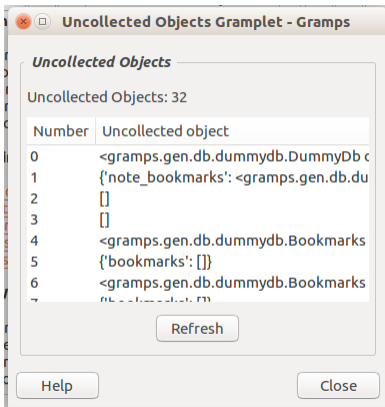 Uncollected Objects Gramplet - Gramps
Uncollected Objects
Uncollected Objects: 32
Number Uncollected object
0 <gramps.gen.db.dummydb.DummyDb
1 {'note_bookmarks': <gramps.gen.db.du
2 []
3 []
4 <gramps.gen.db.dummydb.Bookmarks
5 {'bookmarks': []}
6 <gramps.gen.db.dummydb.Bookmarks
Refresh
Help Close